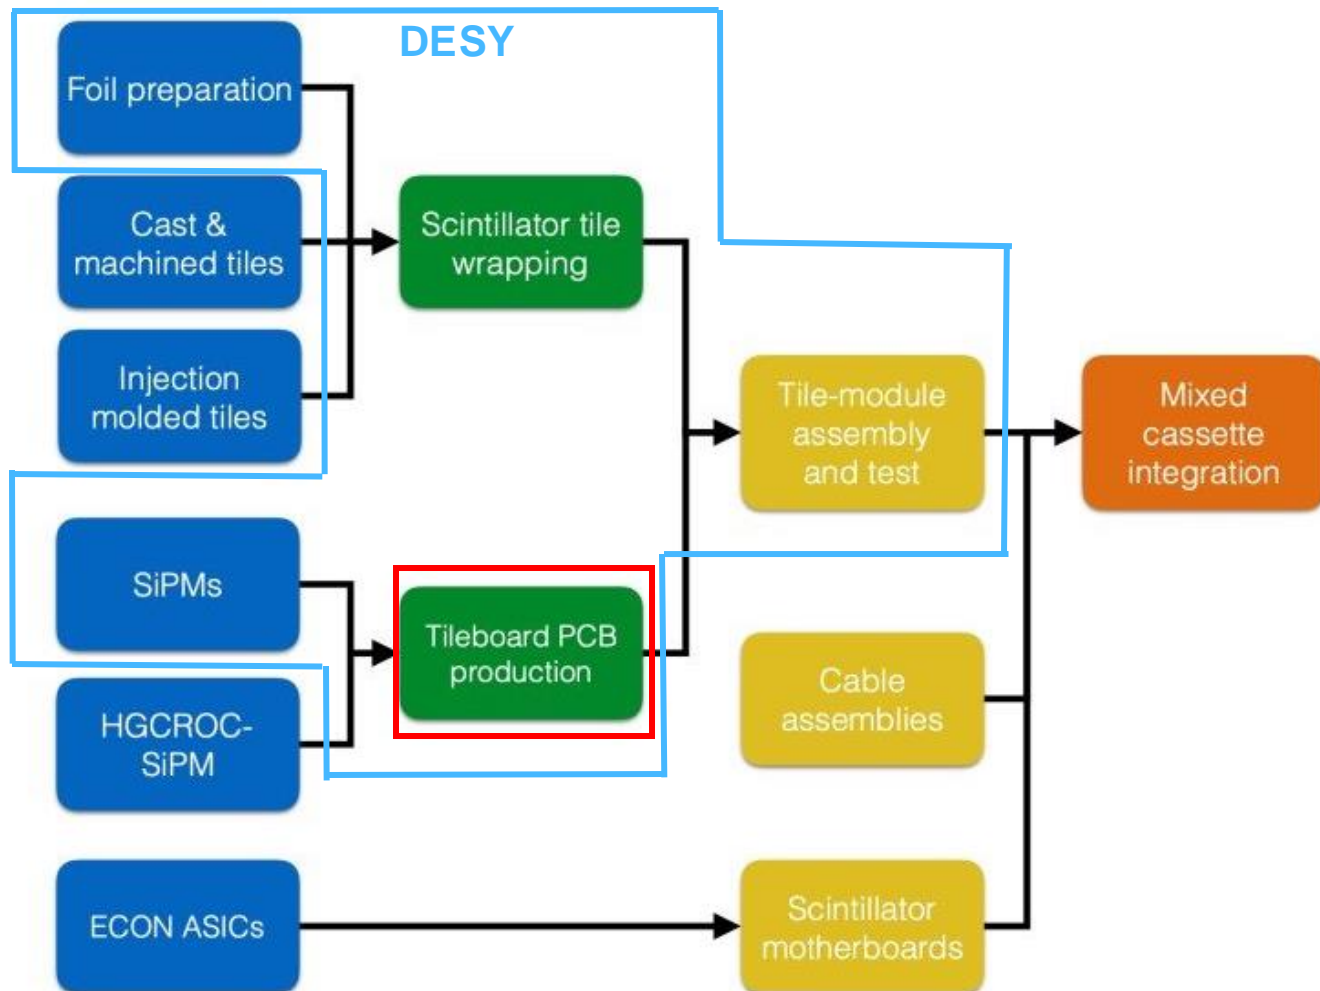 DESY
Foil preparation
Cast &
machined tiles
Injection
molded tiles
SiPMs
HGCROC-
SiPM
ECON ASICs
Scintillator tile
wrapping
Tileboard PCB
production
Tile-module
assembly
and test
Cable
assemblies
Scintillator
motherboards
Mixed
cassette
integration